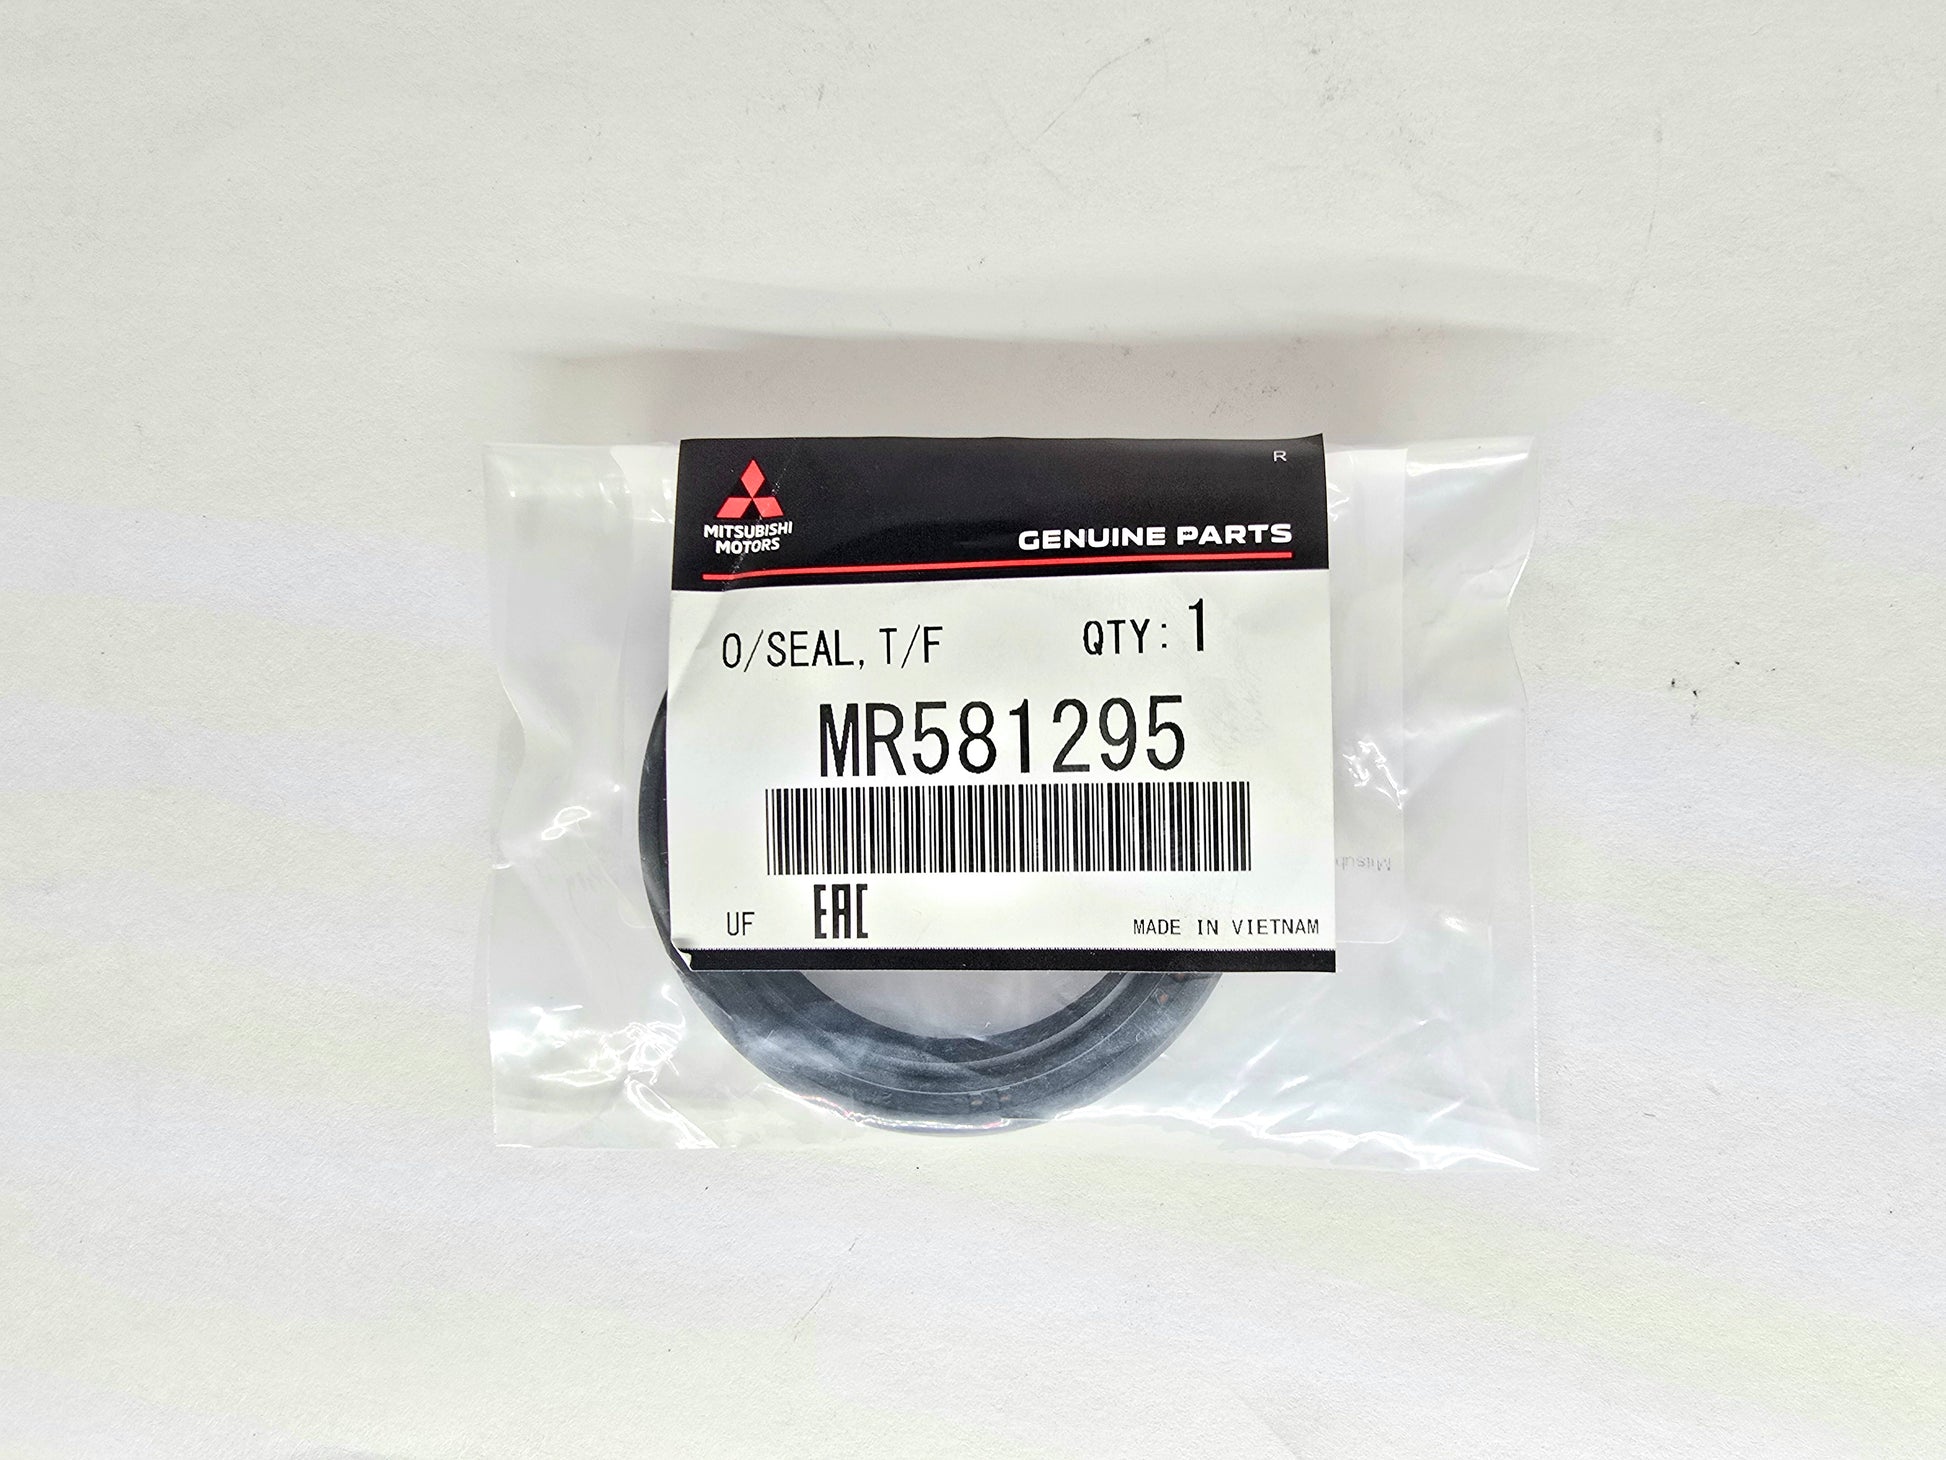 R
MITSUBISHI
MOTORS
GENUINE PARTS
O/SEAL, T/F QTY: 1
MR581295
UF EAC MADE IN VIETNAM